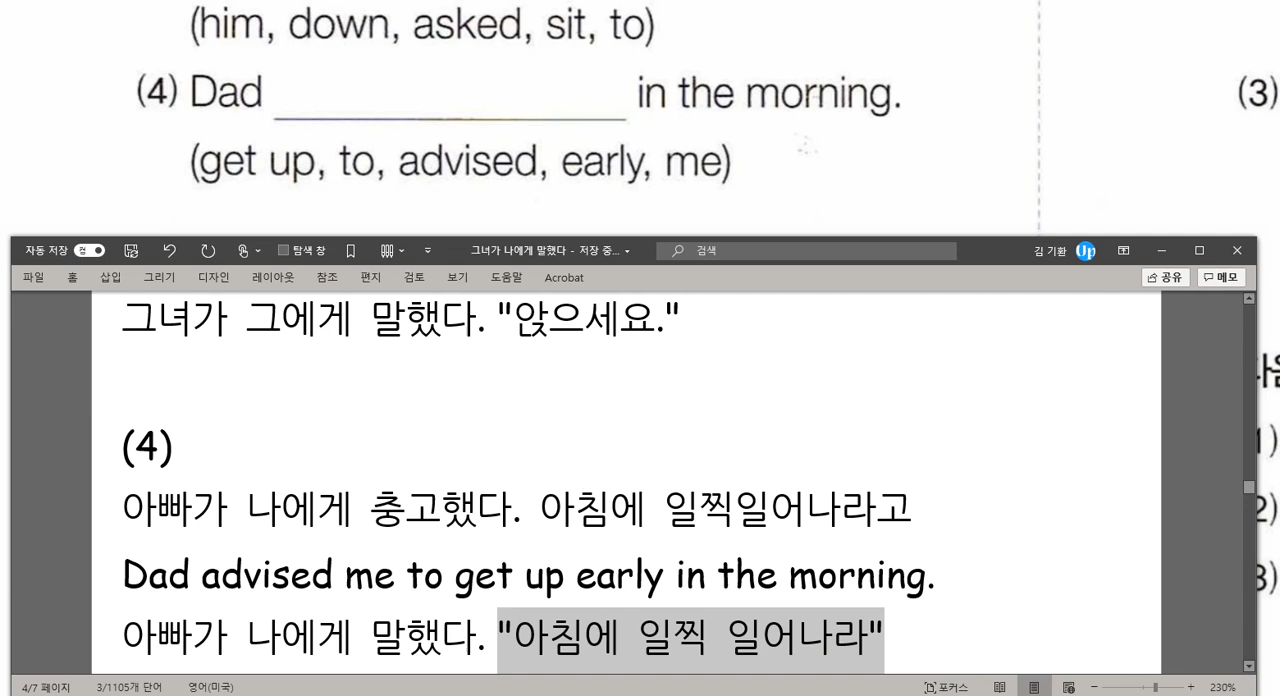 (him, down, asked, sit, to)
(4) Dad ____________ in the morning.
(3)
(get up, to, advised, early, me)
자동 저장 컴 탐색 창 그녀가 나에게 말했다 - 저장 중... 검색 김 기환 Up
파일 홈 삽입 그리기 디자인 레이아웃 참조 편지 검토 보기 도움말 Acrobat 공유 메모
그녀가 그에게 말했다. "앉으세요."
(4)
아빠가 나에게 충고했다. 아침에 일찍일어나라고
Dad advised me to get up early in the morning.
아빠가 나에게 말했다. "아침에 일찍 일어나라"
4/7 페이지 3/1105개 단어 영어(미국) 포커스 230%